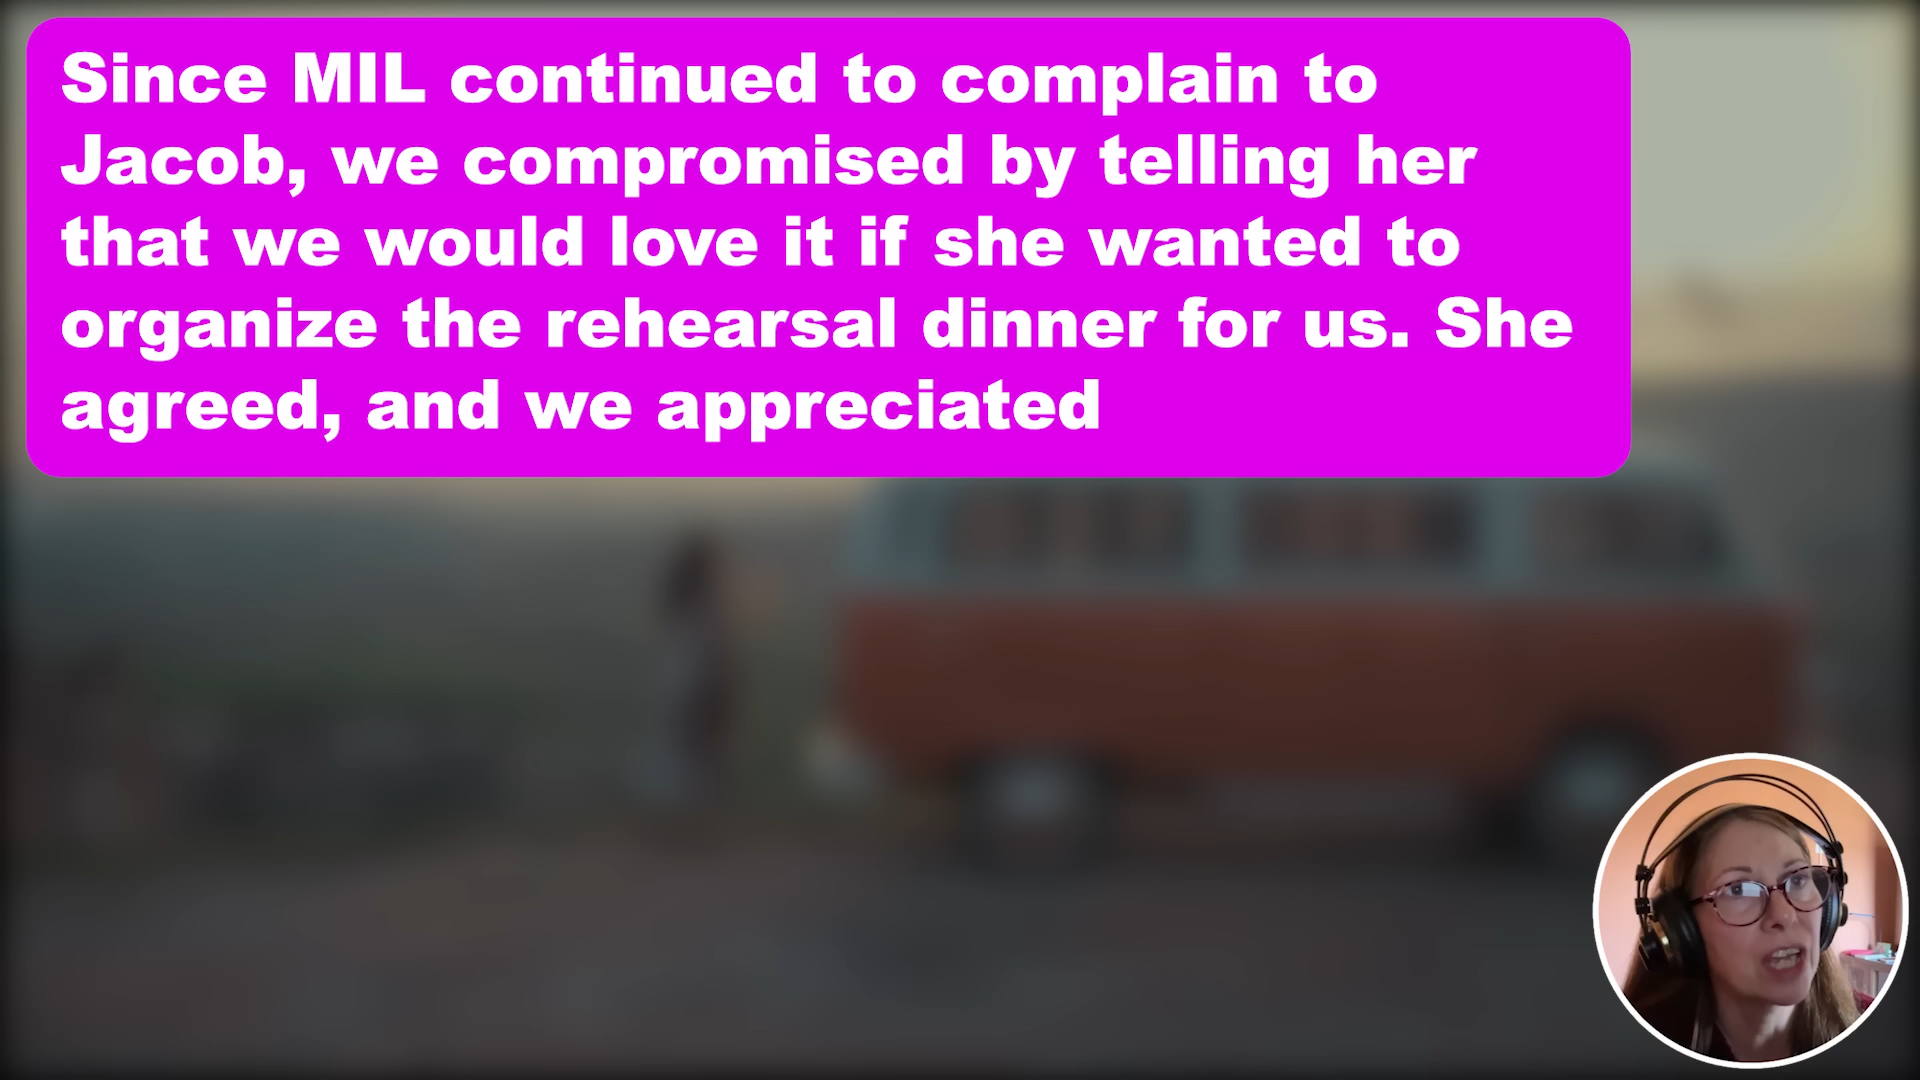 Since MIL continued to complain to
Jacob, we compromised by telling her
that we would love it if she wanted to
organize the rehearsal dinner for us. She
agreed, and we appreciated